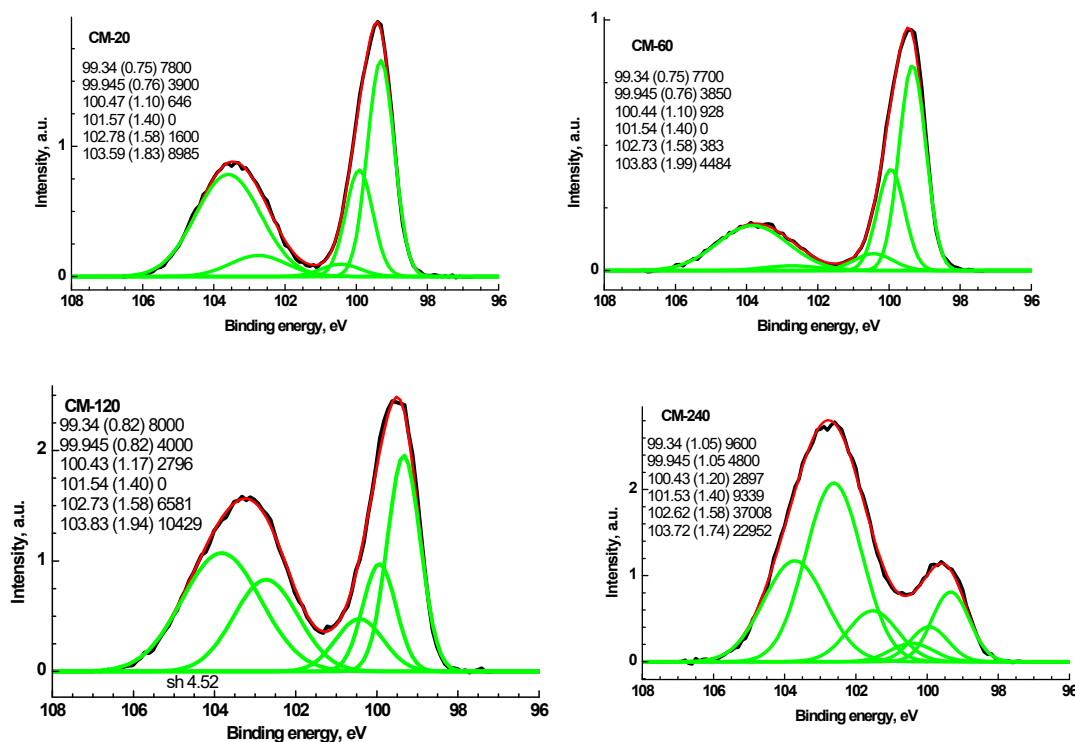 CM-20
99.34 (0.75) 7800
99.945 (0.76) 3900
100.47 (1.10) 646
101.57 (1.40) 0
102.78 (1.58) 1600
103.59 (1.83) 8985
Intensity, a.u.
1
0
108 106 104 102 100 98 96
Binding energy, eV
CM-60
99.34 (0.75) 7700
99.945 (0.76) 3850
100.44 (1.10) 928
101.54 (1.40) 0
102.73 (1.58) 383
103.83 (1.99) 4484
Intensity, a.u.
1
0
108 106 104 102 100 98 96
Binding energy, eV
CM-120
99.34 (0.82) 8000
99.945 (0.82) 4000
100.43 (1.17) 2796
101.54 (1.40) 0
102.73 (1.58) 6581
103.83 (1.94) 10429
Intensity, a.u.
2
1
0
sh 4.52
108 106 104 102 100 98 96
Binding energy, eV
CM-240
99.34 (1.05) 9600
99.945 (1.05 4800
100.43 (1.20) 2897
101.53 (1.40) 9339
102.62 (1.58) 37008
103.72 (1.74) 22952
Intensity, a.u.
2
1
0
108 106 104 102 100 98 96
Binding energy, eV